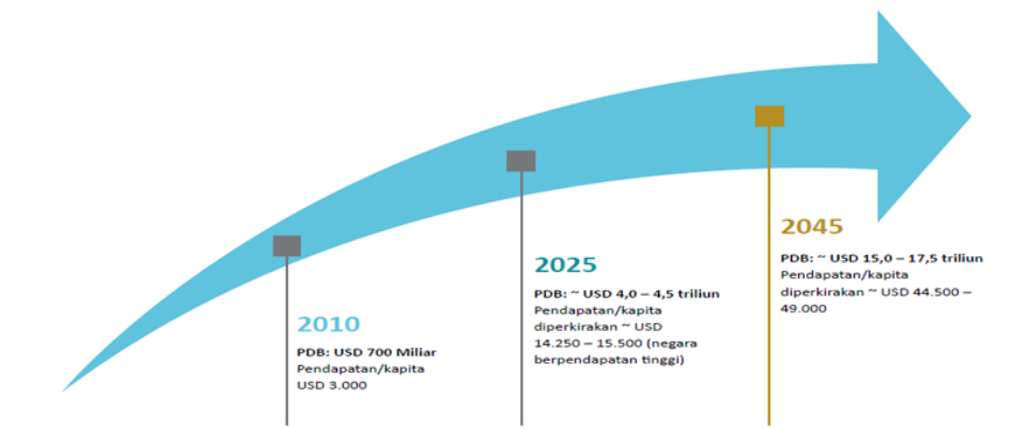 2010
PDB: USD 700 Miliar
Pendapatan/kapita
USD 3.000
2025
PDB: ~ USD 4,0 – 4,5 triliun
Pendapatan/kapita
diperkirakan ~ USD
14.250 – 15.500 (negara
berpendapatan tinggi)
2045
PDB: ~ USD 15,0 – 17,5 triliun
Pendapatan/kapita
diperkirakan ~ USD 44.500 –
49.000